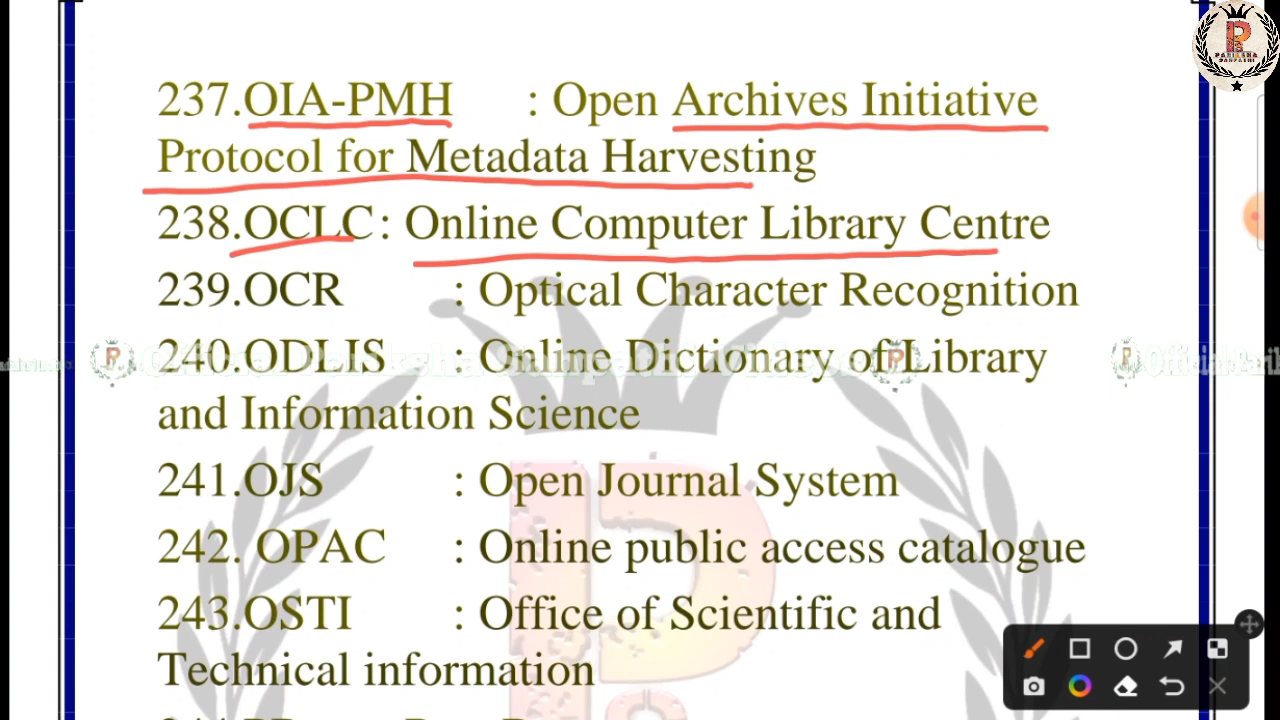 237.OIA-PMH : Open Archives Initiative
Protocol for Metadata Harvesting
238.OCLC : Online Computer Library Centre
239.OCR : Optical Character Recognition
240.ODLIS : Online Dictionary of Library
and Information Science
241.OJS : Open Journal System
242. OPAC : Online public access catalogue
243.OSTI : Office of Scientific and
Technical information